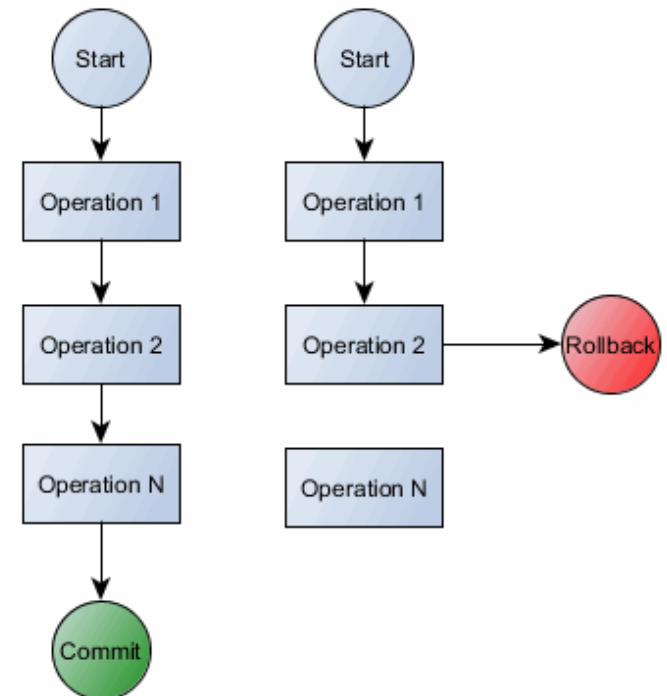 Start
Operation 1
Operation 2
Operation N
Commit
Start
Operation 1
Operation 2
Rollback
Operation N